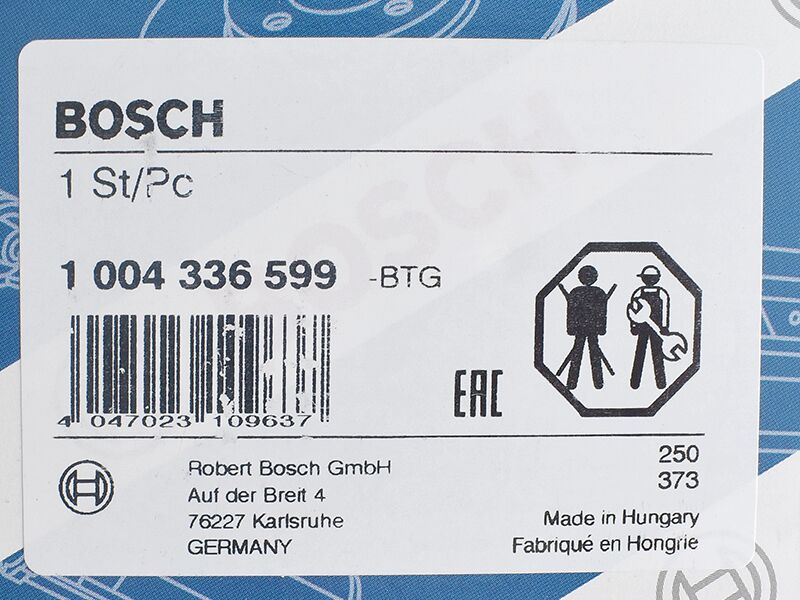 BOSCH
1 St/Pc
1 004 336 599 -BTG
4 047023 109637
EAC
Robert Bosch GmbH
Auf der Breit 4
76227 Karlsruhe
GERMANY
250
373
Made in Hungary
Fabriqué en Hongrie
BOSCH